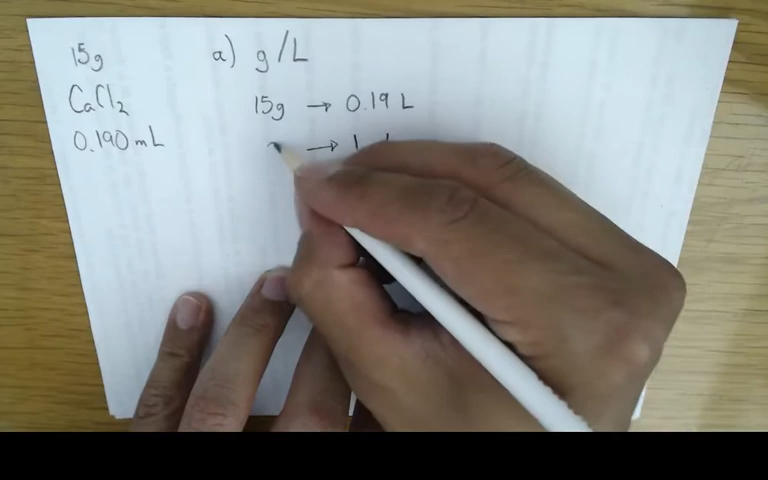 15g
CaCl2
0.190 mL
a) g/L
15g → 0.19 L
→